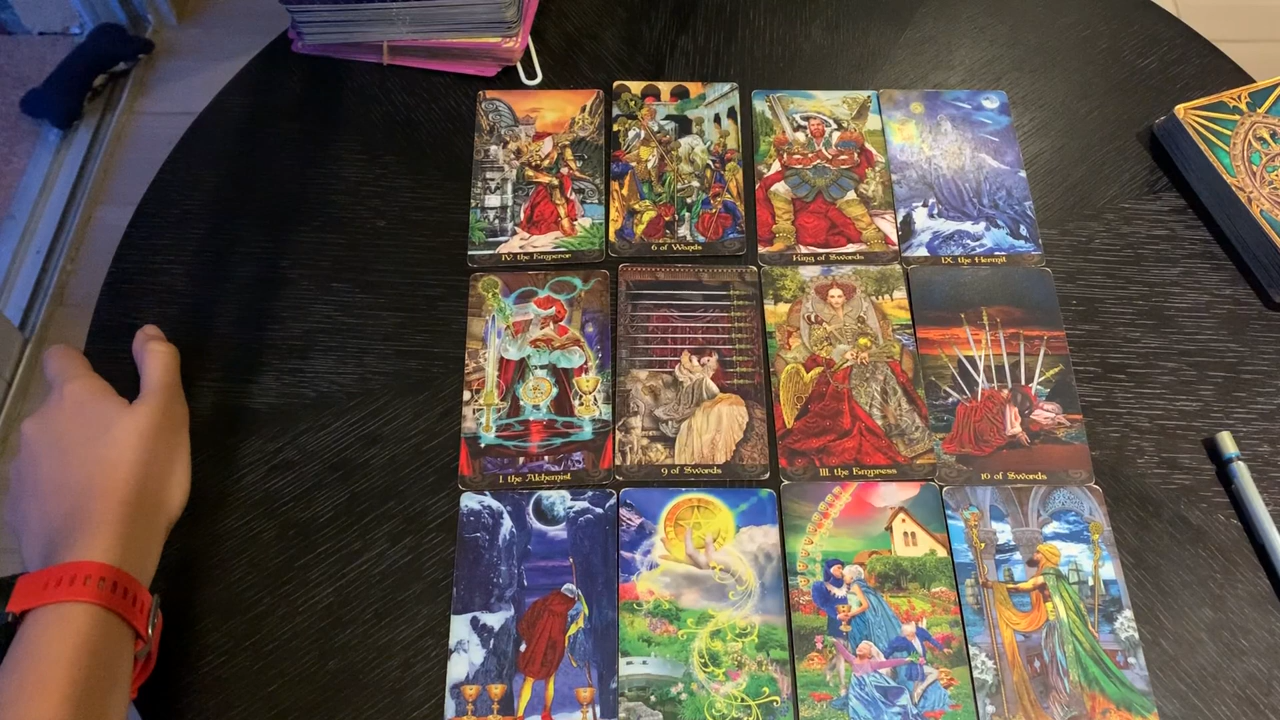 IV. the Emperor
6 of Wands
King of Swords
IX. the Hermit
I. the Alchemist
9 of Swords
III. the Empress
10 of Swords